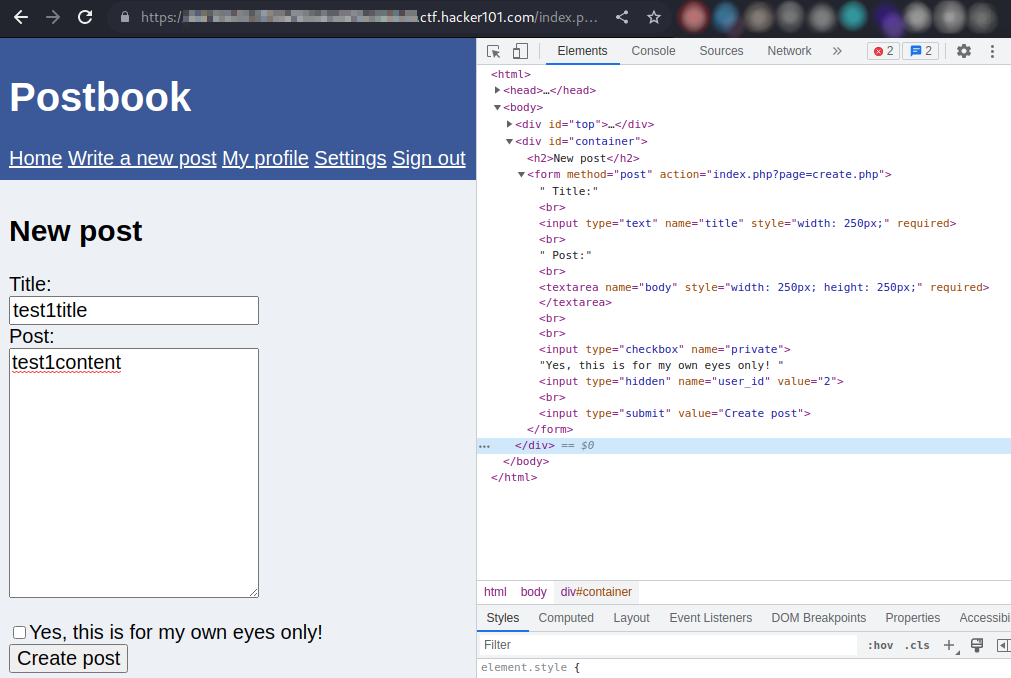 https:// .ctf.hacker101.com/index.p...
Postbook
Home Write a new post My profile Settings Sign out
New post
Title:
test1title
Post:
test1content
Yes, this is for my own eyes only!
Create post
Elements Console Sources Network » 2 2
<html>
<head>…</head>
<body>
<div id="top">…</div>
<div id="container">
<h2>New post</h2>
<form method="post" action="index.php?page=create.php">
" Title:"
<br>
<input type="text" name="title" style="width: 250px;" required>
<br>
" Post:"
<br>
<textarea name="body" style="width: 250px; height: 250px;" required>
</textarea>
<br>
<br>
<input type="checkbox" name="private">
"Yes, this is for my own eyes only! "
<input type="hidden" name="user_id" value="2">
<br>
<input type="submit" value="Create post">
</form>
</div> == $0
</body>
</html>
html body div#container
Styles Computed Layout Event Listeners DOM Breakpoints Properties Accessibi
Filter :hov .cls +
element.style {